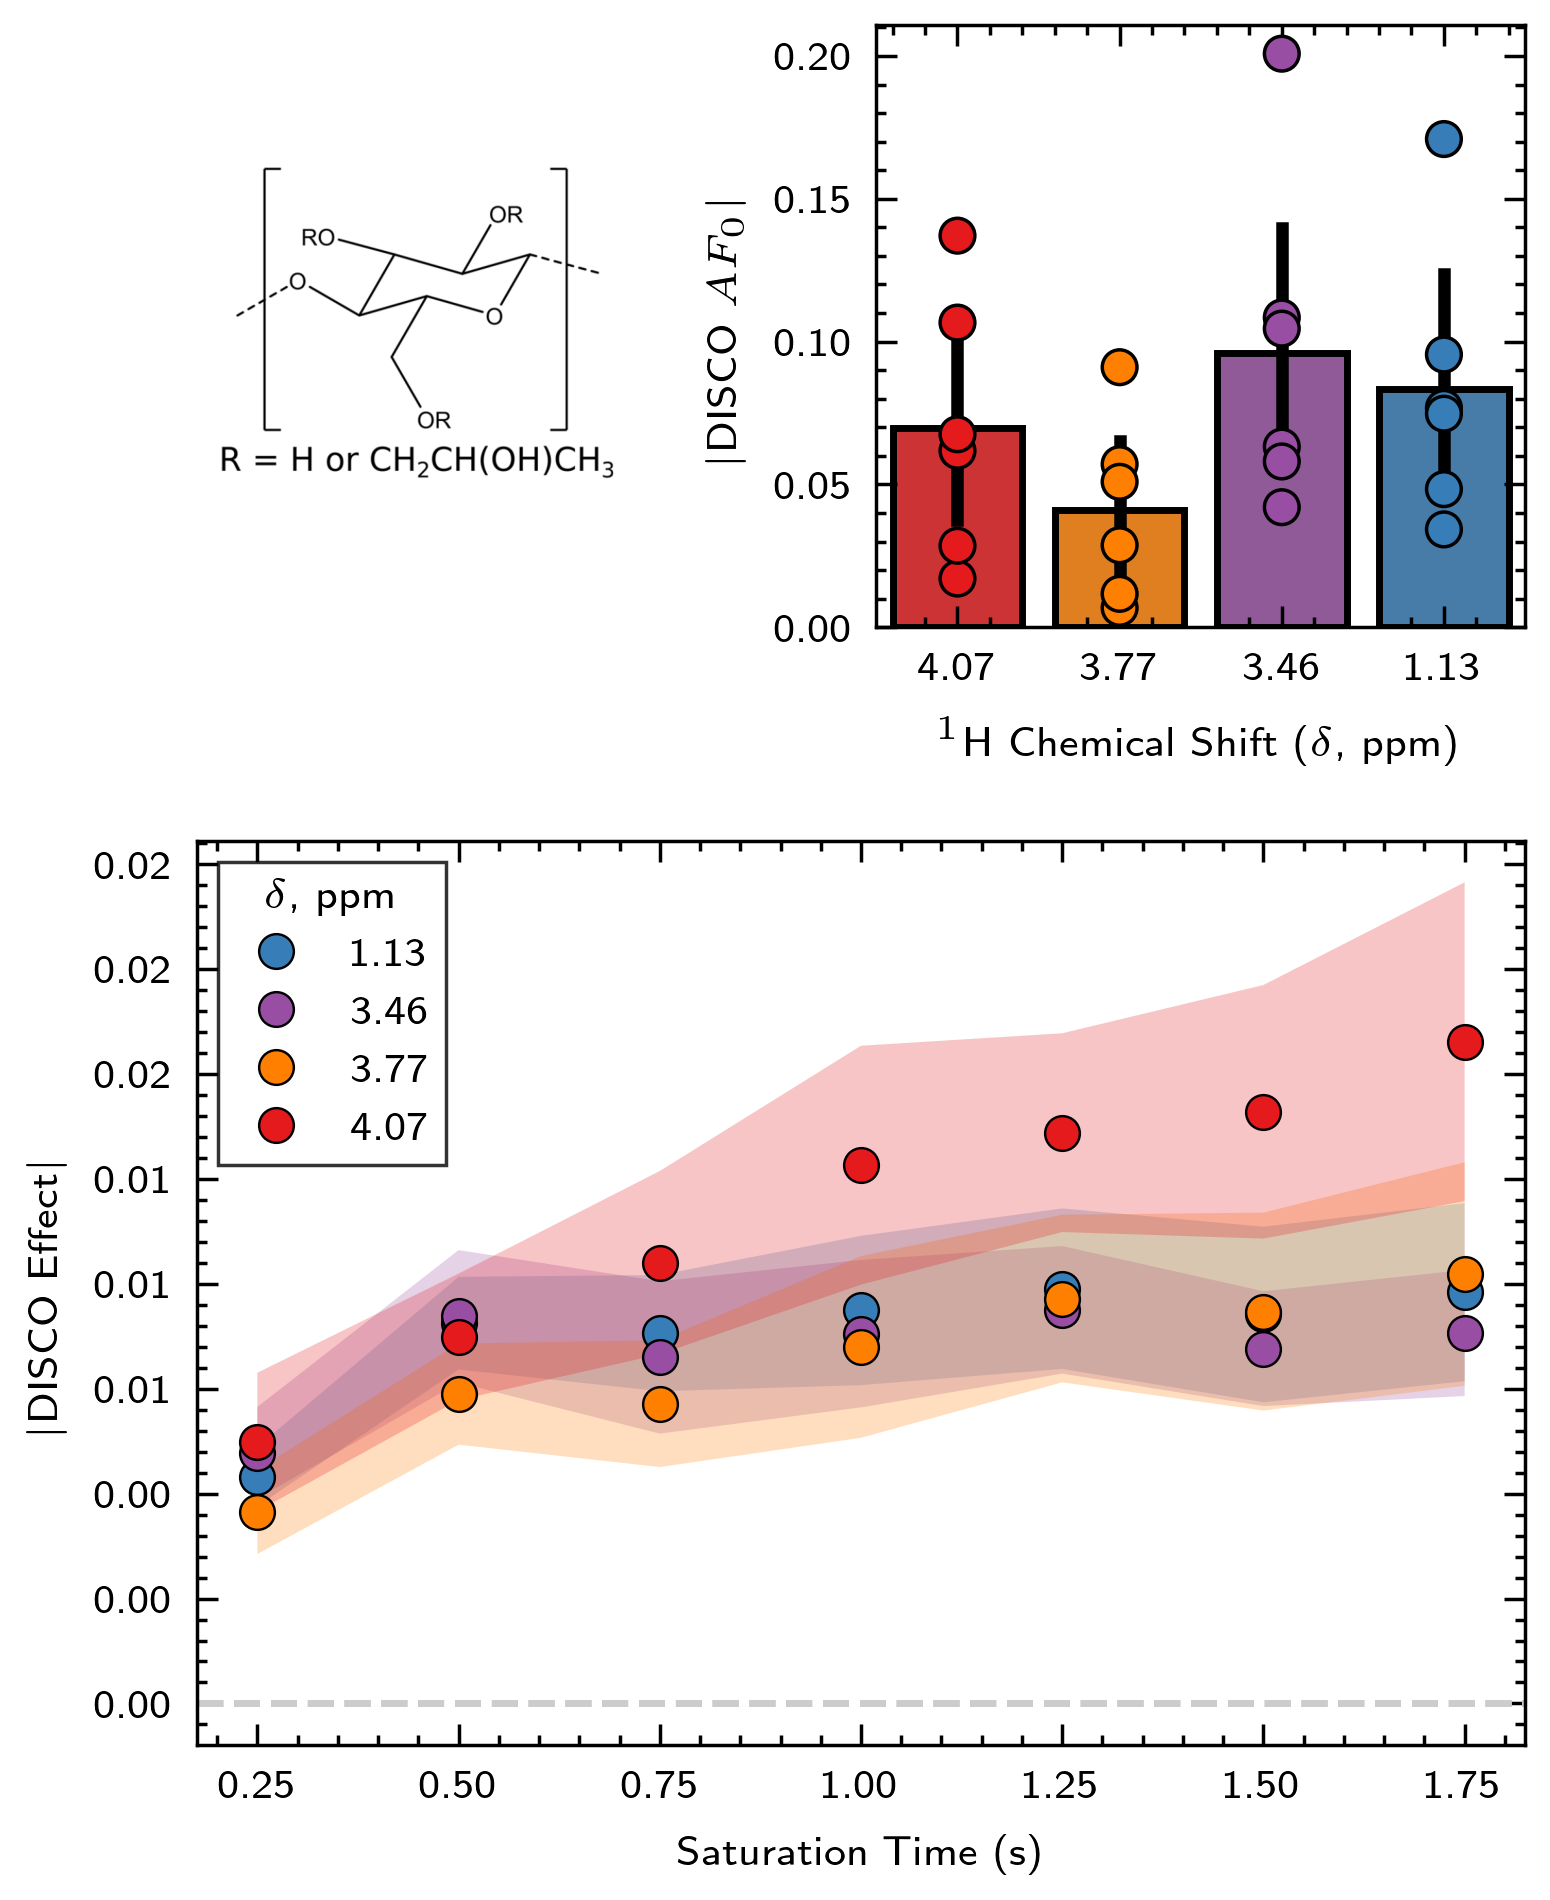 OR
RO
O
O
OR
R = H or CH₂CH(OH)CH₃
|DISCO AF₀|
0.20
0.15
0.10
0.05
0.00
4.07 3.77 3.46 1.13
¹H Chemical Shift (δ, ppm)
|DISCO Effect|
0.02
0.02
0.02
0.01
0.01
0.01
0.00
0.00
0.00
δ, ppm
1.13
3.46
3.77
4.07
0.25 0.50 0.75 1.00 1.25 1.50 1.75
Saturation Time (s)